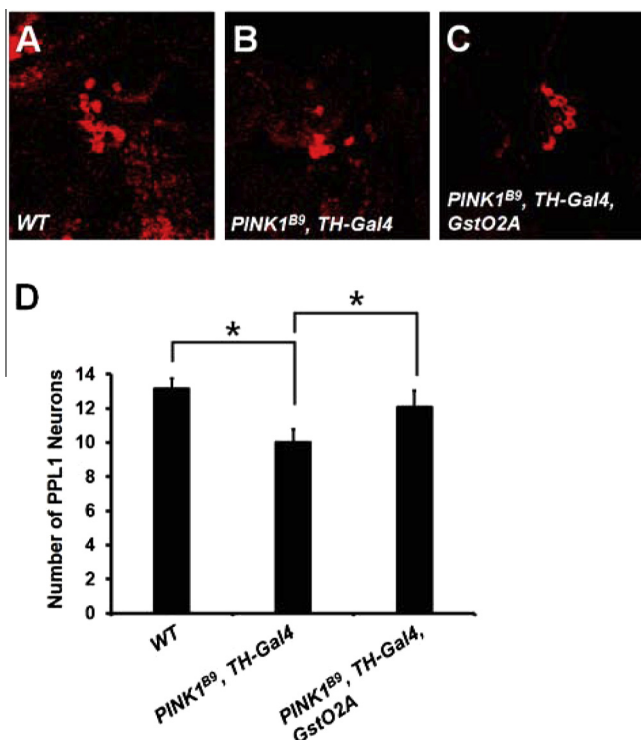 A
B
C
WT
PINK1ᴮ⁹, TH-Gal4
PINK1ᴮ⁹, TH-Gal4,
GstO2A
D
*
*
Number of PPL1 Neurons
14
12
10
8
6
4
2
0
WT
PINK1ᴮ⁹, TH-Gal4
PINK1ᴮ⁹, TH-Gal4,
GstO2A